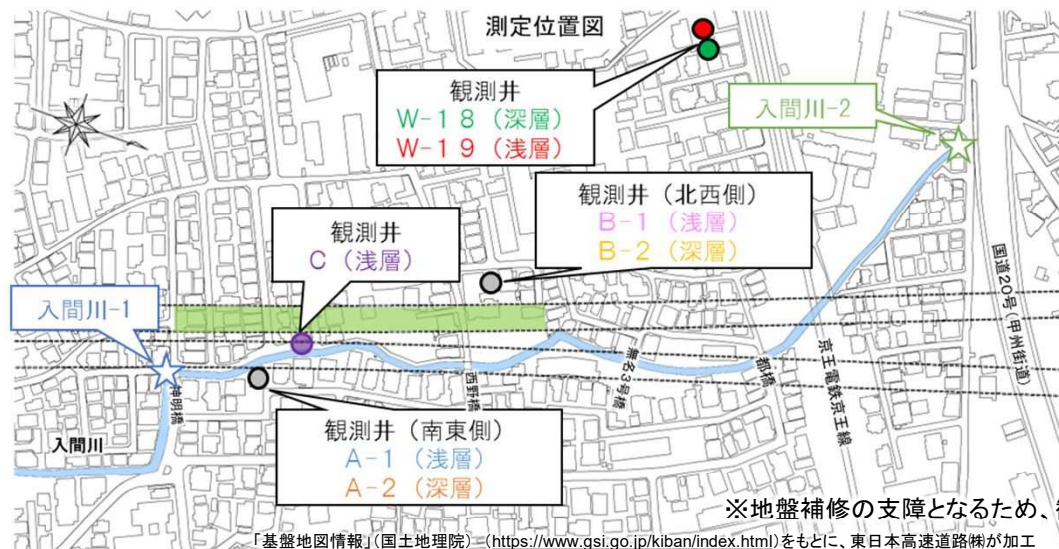 測定位置図
観測井
W-18 (深層)
W-19 (浅層)
入間川-2
観測井 (北西側)
B-1 (浅層)
B-2 (深層)
観測井
C (浅層)
入間川-1
国道20号(甲州街道)
京王電鉄京王線
都橋
無名3号橋
西野橋
神明橋
入間川
観測井 (南東側)
A-1 (浅層)
A-2 (深層)
※地盤補修の支障となるため、
「基盤地図情報」(国土地理院) (https://www.gsi.go.jp/kiban/index.html)をもとに、東日本高速道路㈱が加工